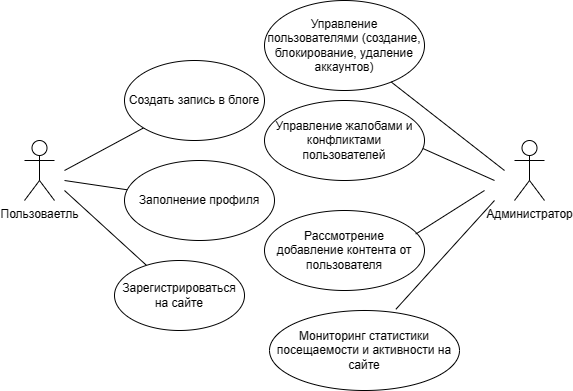 Управление
пользователями (создание,
блокирование, удаление
аккаунтов)
Создать запись в блоге
Управление жалобами и
конфликтами
пользователей
Заполнение профиля
Пользоваетль
Администратор
Рассмотрение
добавление контента от
пользователя
Зарегистрироваться
на сайте
Мониторинг статистики
посещаемости и активности на
сайте